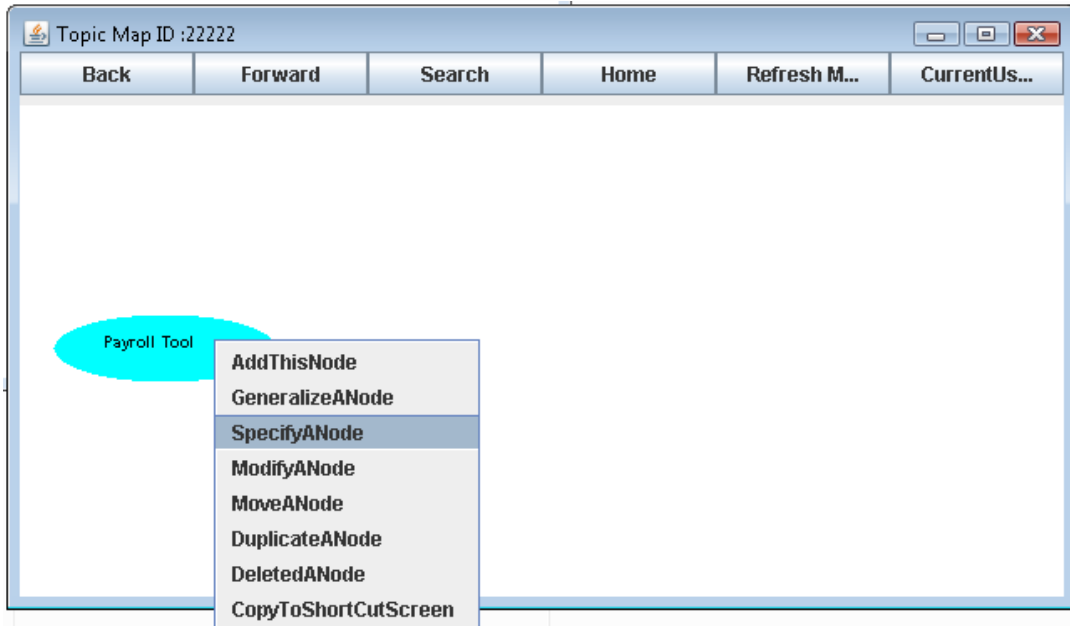 Topic Map ID :22222
Back Forward Search Home Refresh M... CurrentUs...
Payroll Tool
AddThisNode
GeneralizeANode
SpecifyANode
ModifyANode
MoveANode
DuplicateANode
DeletedANode
CopyToShortCutScreen